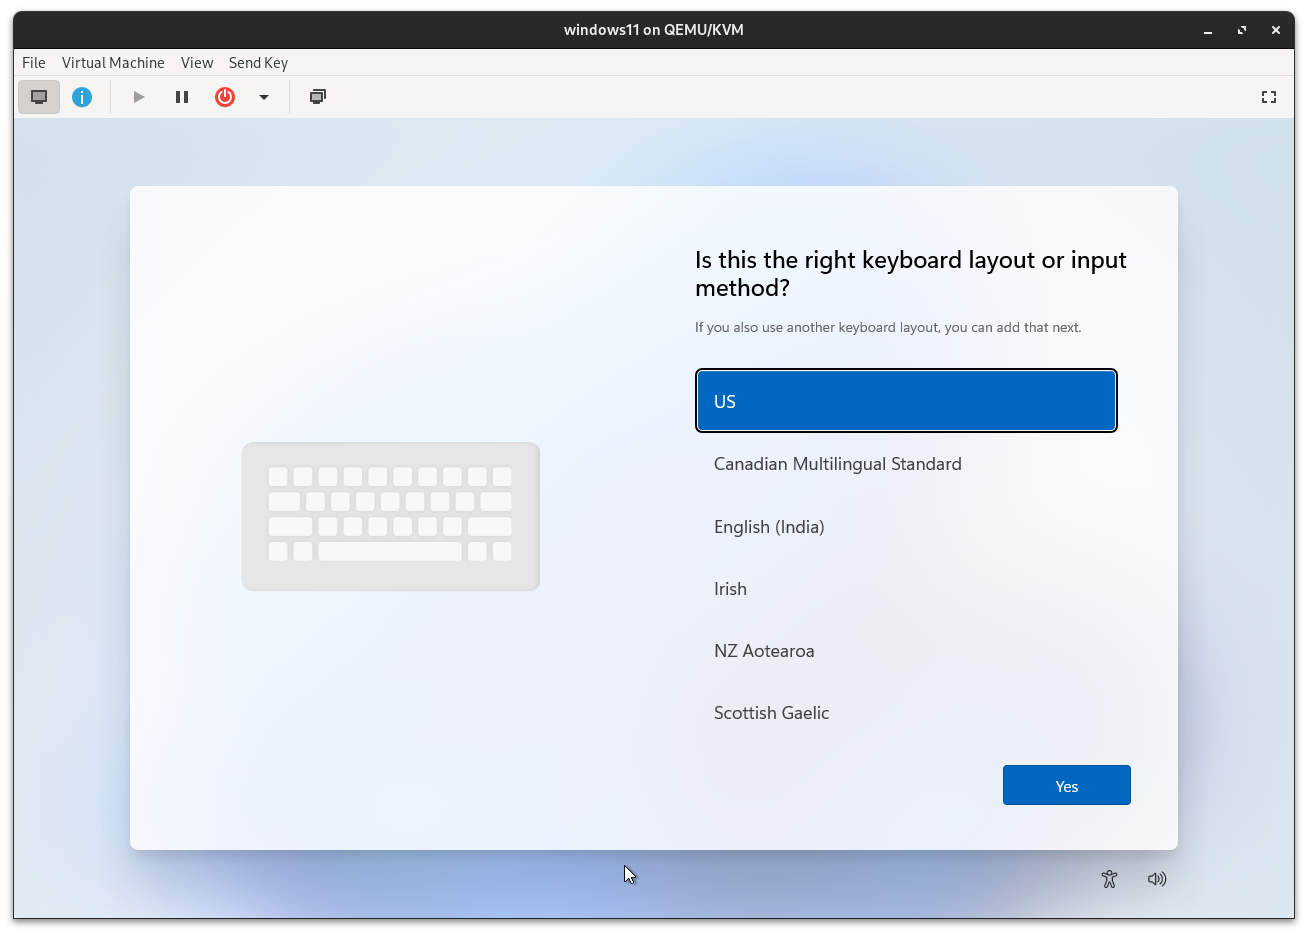 windows11 on QEMU/KVM
File Virtual Machine View Send Key
Is this the right keyboard layout or input
method?
If you also use another keyboard layout, you can add that next.
US
Canadian Multilingual Standard
English (India)
Irish
NZ Aotearoa
Scottish Gaelic
Yes